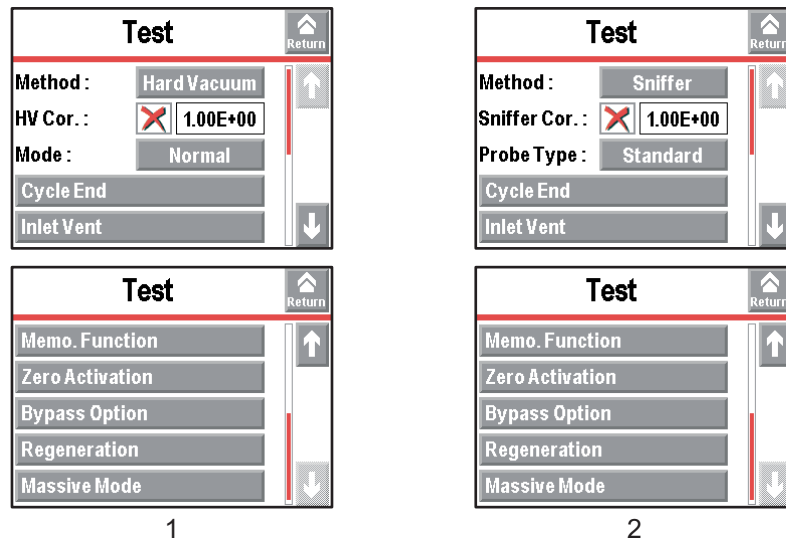 Test
Return
Method :
Hard Vacuum
HV Cor. :
1.00E+00
Mode :
Normal
Cycle End
Inlet Vent
Test
Return
Memo. Function
Zero Activation
Bypass Option
Regeneration
Massive Mode
1
Test
Return
Method :
Sniffer
Sniffer Cor. :
1.00E+00
Probe Type :
Standard
Cycle End
Inlet Vent
Test
Return
Memo. Function
Zero Activation
Bypass Option
Regeneration
Massive Mode
2